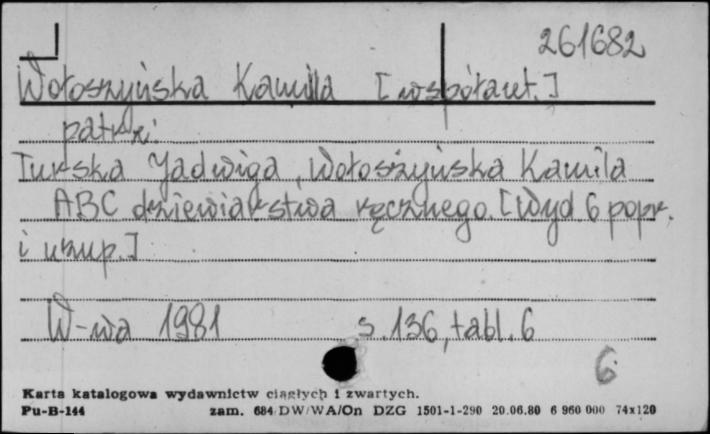 261682
Wołoszyńska Kamila [współaut.]
patrz:
Turska Jadwiga, Wołoszyńska Kamila
ABC dziewiarstwa ręcznego. [Wyd. 6 popr.
i uzup.]
W-wa 1981 s. 136, tabl. 6
6
Karta katalogowa wydawnictw ciągłych i zwartych.
Pu-B-144 zam. 684/DW/WA/On DZG 1501-1-290 20.06.80 6 960 000 74x120